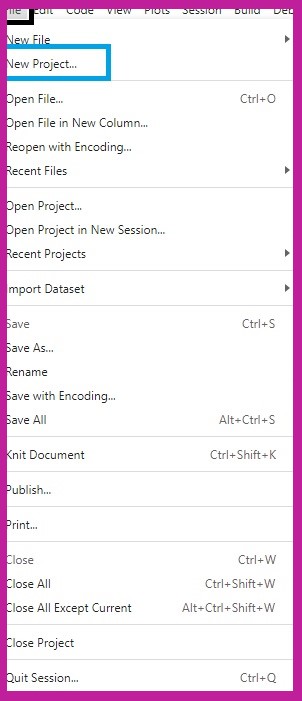 File Edit Code View Plots Session Build Deb
New File
New Project...
Open File... Ctrl+O
Open File in New Column...
Reopen with Encoding...
Recent Files
Open Project...
Open Project in New Session...
Recent Projects
Import Dataset
Save Ctrl+S
Save As...
Rename
Save with Encoding...
Save All Alt+Ctrl+S
Knit Document Ctrl+Shift+K
Publish...
Print...
Close Ctrl+W
Close All Ctrl+Shift+W
Close All Except Current Alt+Ctrl+Shift+W
Close Project
Quit Session... Ctrl+Q